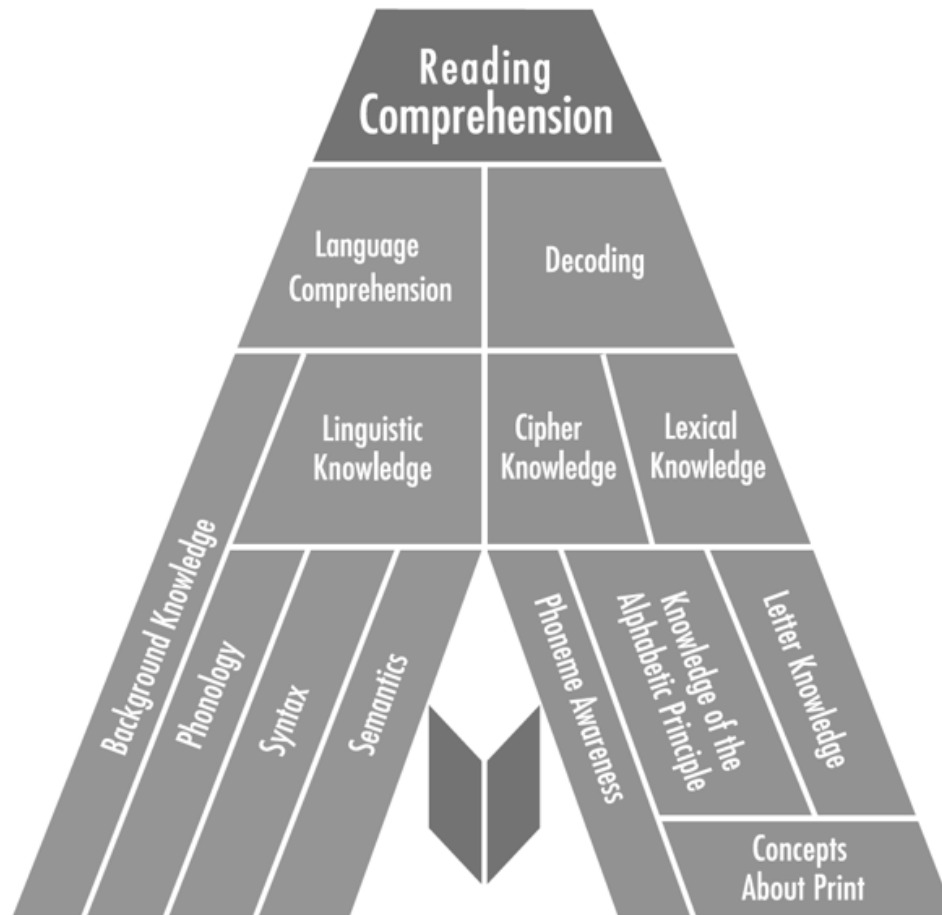 Reading
Comprehension
Language
Comprehension
Decoding
Linguistic
Knowledge
Cipher
Knowledge
Lexical
Knowledge
Background Knowledge
Phonology
Syntax
Semantics
Phoneme Awareness
Knowledge of the
Alphabetic Principle
Letter Knowledge
Concepts
About Print